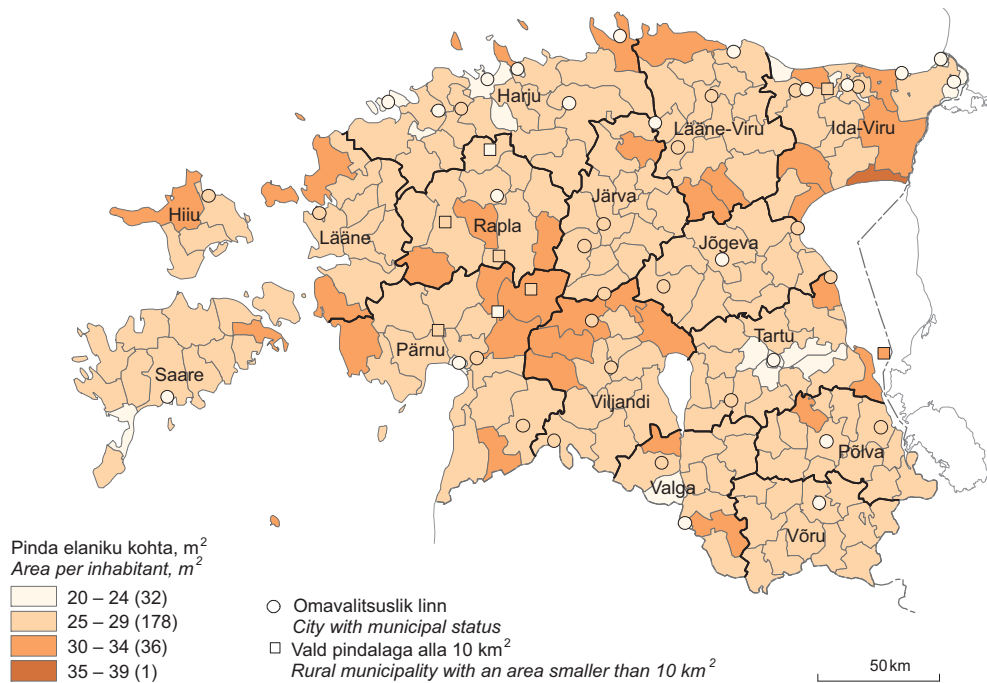 Harju
Lääne-Viru
Ida-Viru
Hiiu
Lääne
Rapla
Järva
Jõgeva
Saare
Pärnu
Viljandi
Tartu
Põlva
Valga
Võru
Pinda elaniku kohta, m²
Area per inhabitant, m²
20 – 24 (32)
25 – 29 (178)
30 – 34 (36)
35 – 39 (1)
Omavalitsuslik linn
City with municipal status
Vald pindalaga alla 10 km²
Rural municipality with an area smaller than 10 km²
50 km